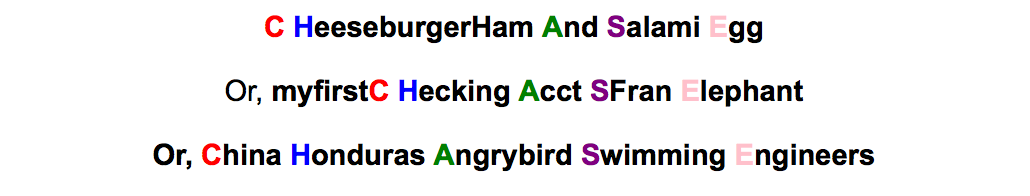 C HeeseburgerHam And Salami Egg
Or, myfirstC Hecking Acct SFran Elephant
Or, China Honduras Angrybird Swimming Engineers